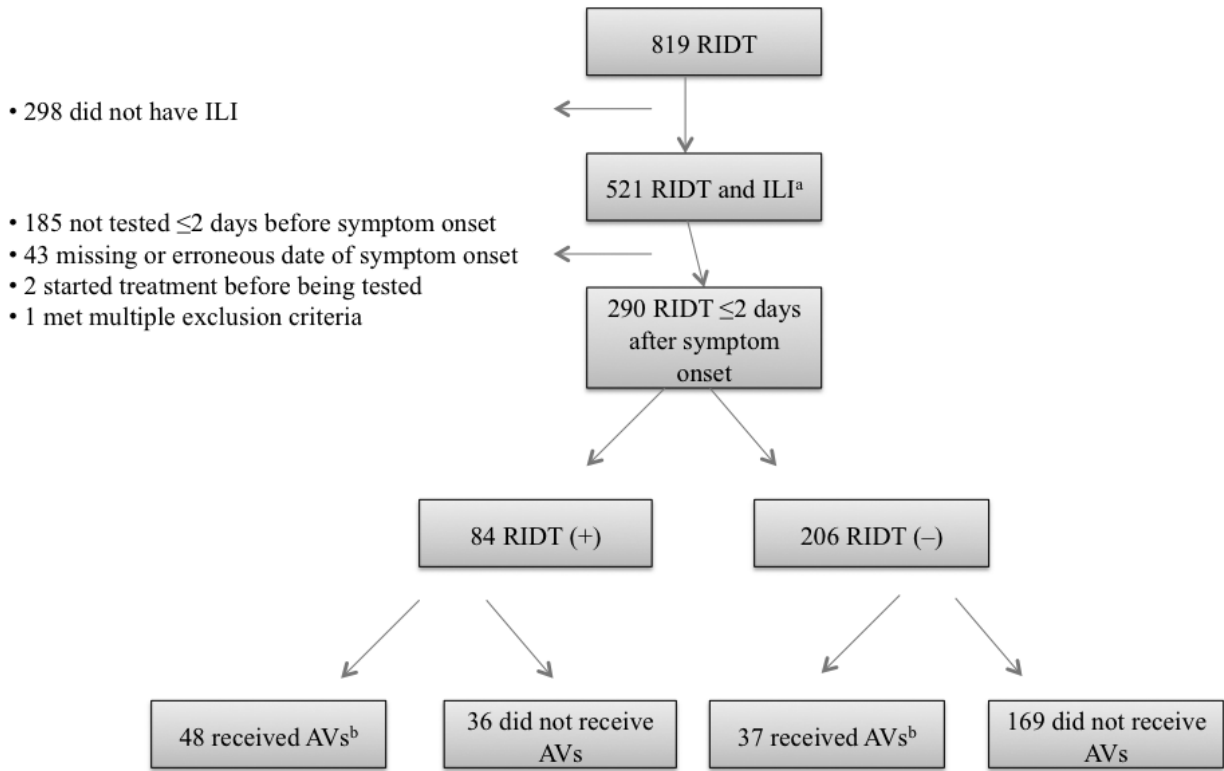 819 RIDT
• 298 did not have ILI
521 RIDT and ILIᵃ
• 185 not tested ≤2 days before symptom onset
• 43 missing or erroneous date of symptom onset
• 2 started treatment before being tested
• 1 met multiple exclusion criteria
290 RIDT ≤2 days
after symptom
onset
84 RIDT (+)
206 RIDT (–)
48 received AVsᵇ
36 did not receive
AVs
37 received AVsᵇ
169 did not receive
AVs